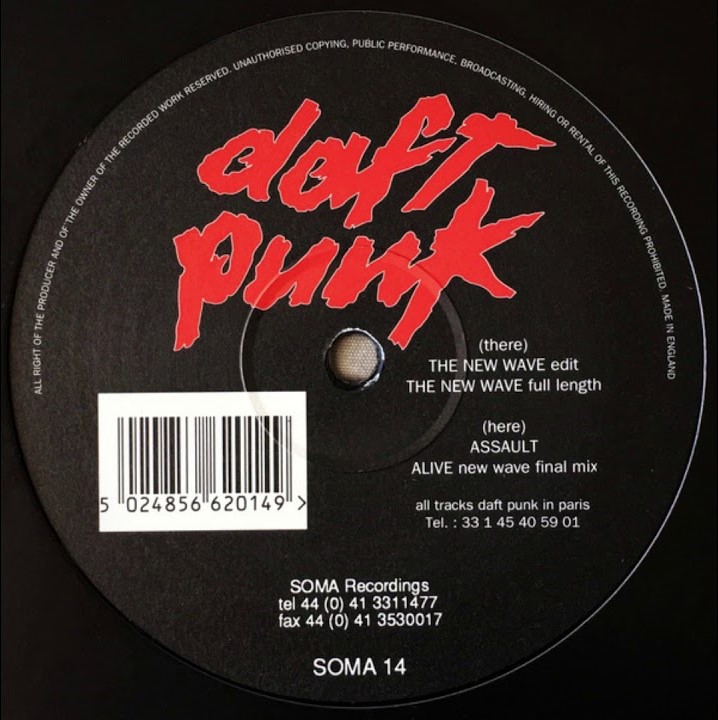 ALL RIGHT OF THE PRODUCER AND OF THE OWNER OF THE RECORDED WORK RESERVED. UNAUTHORISED COPYING, PUBLIC PERFORMANCE, BROADCASTING, HIRING OR RENTAL OF THIS RECORDING PROHIBITED. MADE IN ENGLAND
daft
punk
(there)
THE NEW WAVE edit
THE NEW WAVE full length
(here)
ASSAULT
ALIVE new wave final mix
all tracks daft punk in paris
Tel. : 33 1 45 40 59 01
5 024856 620149 >
SOMA Recordings
tel 44 (0) 41 3311477
fax 44 (0) 41 3530017
SOMA 14